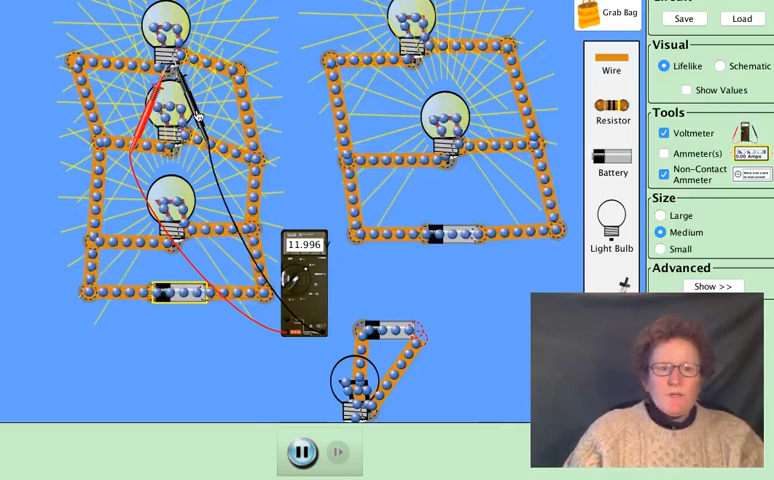 Grab Bag
Save
Load
Visual
Lifelike
Schematic
Show Values
Tools
Voltmeter
Ammeter(s)
Non-Contact
Ammeter
Size
Large
Medium
Small
Advanced
Show >>
Wire
Resistor
Battery
Light Bulb
11.996
0.00 Amps